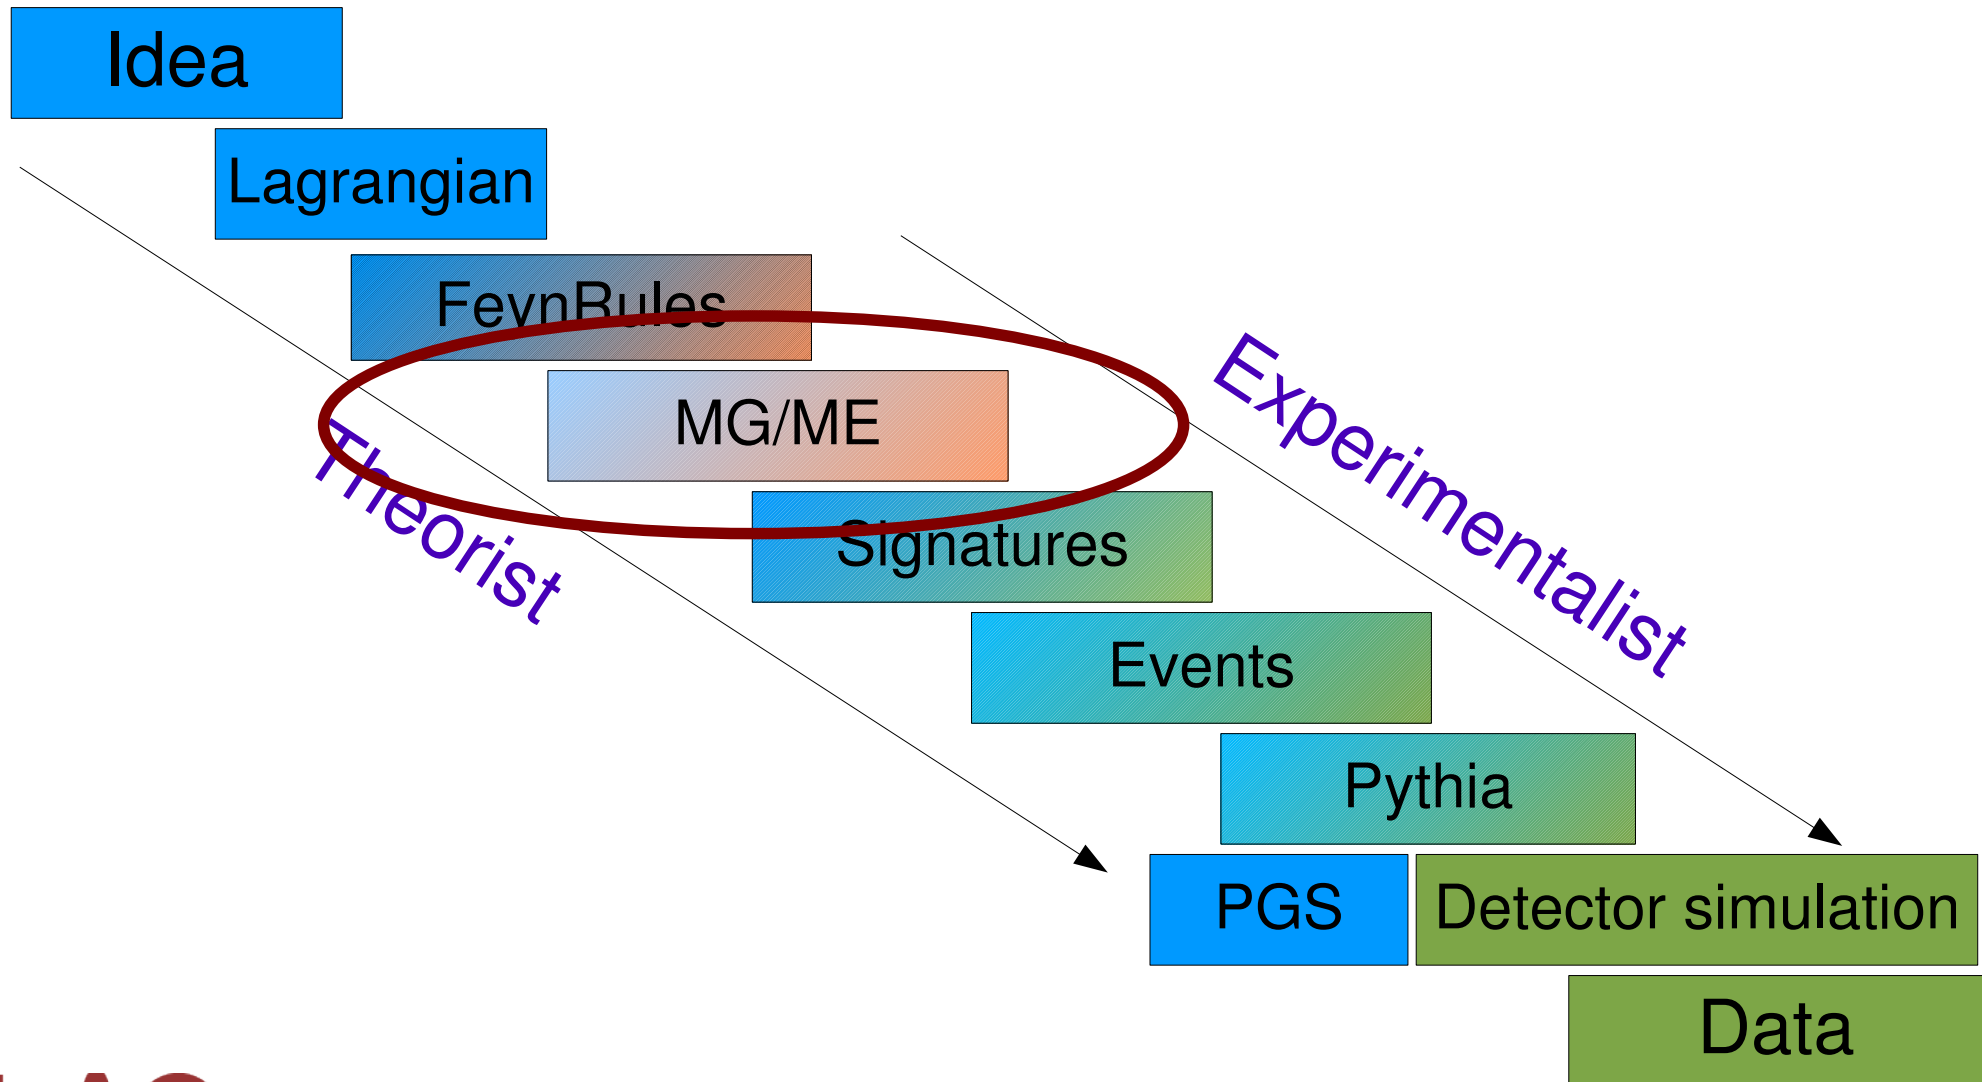 Idea
Lagrangian
FeynRules
MG/ME
Theorist
Experimentalist
Signatures
Events
Pythia
PGS
Detector simulation
Data